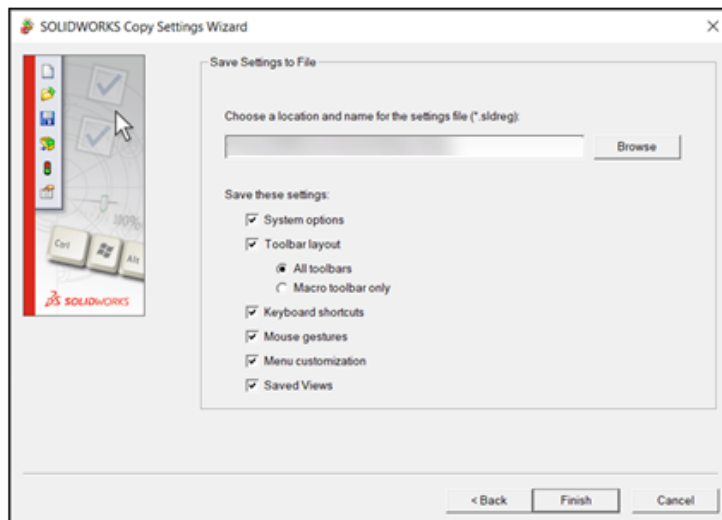 SOLIDWORKS Copy Settings Wizard
Save Settings to File
Choose a location and name for the settings file (*.sldreg):
Browse
Save these settings:
System options
Toolbar layout
All toolbars
Macro toolbar only
Keyboard shortcuts
Mouse gestures
Menu customization
Saved Views
100%
Ctrl
Alt
SOLIDWORKS
< Back
Finish
Cancel